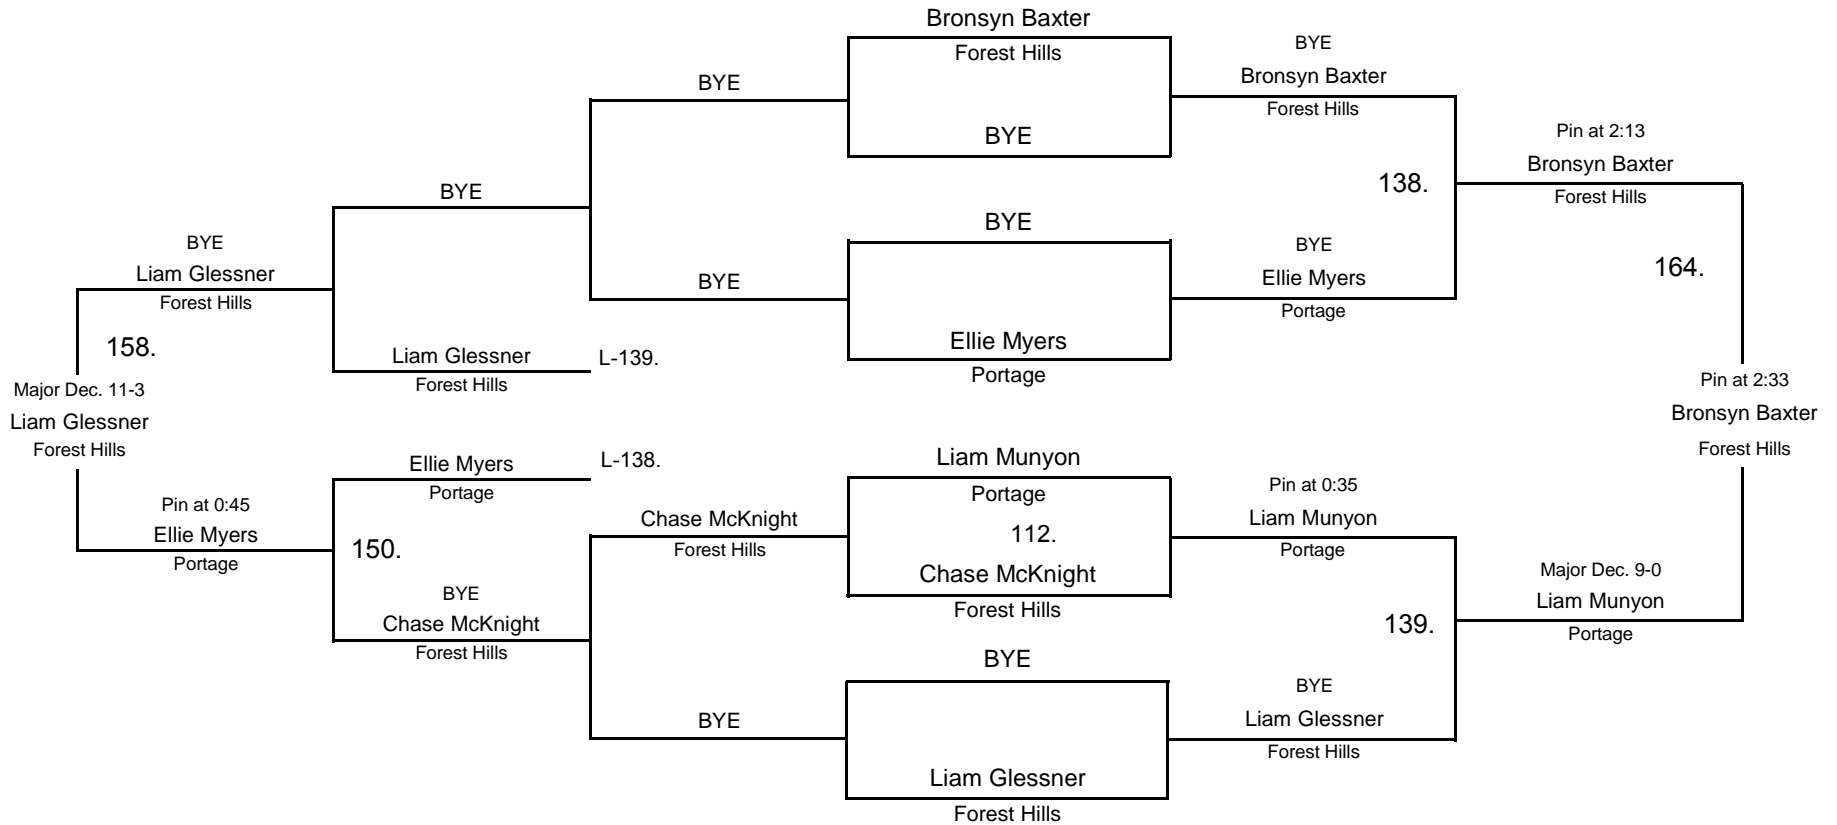 Bronsyn Baxter
Forest Hills
BYE
BYE
Bronsyn Baxter
Forest Hills
BYE
BYE
Pin at 2:13
Bronsyn Baxter
Forest Hills
138.
BYE
BYE
BYE
Liam Glessner
Forest Hills
BYE
Ellie Myers
Portage
164.
BYE
Ellie Myers
Portage
158.
Liam Glessner
Forest Hills
L-139.
Major Dec. 11-3
Liam Glessner
Forest Hills
Pin at 2:33
Bronsyn Baxter
Forest Hills
Ellie Myers
Portage
L-138.
Liam Munyon
Portage
112.
Chase McKnight
Forest Hills
Pin at 0:35
Liam Munyon
Portage
Pin at 0:45
Ellie Myers
Portage
150.
Chase McKnight
Forest Hills
BYE
Chase McKnight
Forest Hills
139.
Major Dec. 9-0
Liam Munyon
Portage
BYE
BYE
BYE
Liam Glessner
Forest Hills
Liam Glessner
Forest Hills